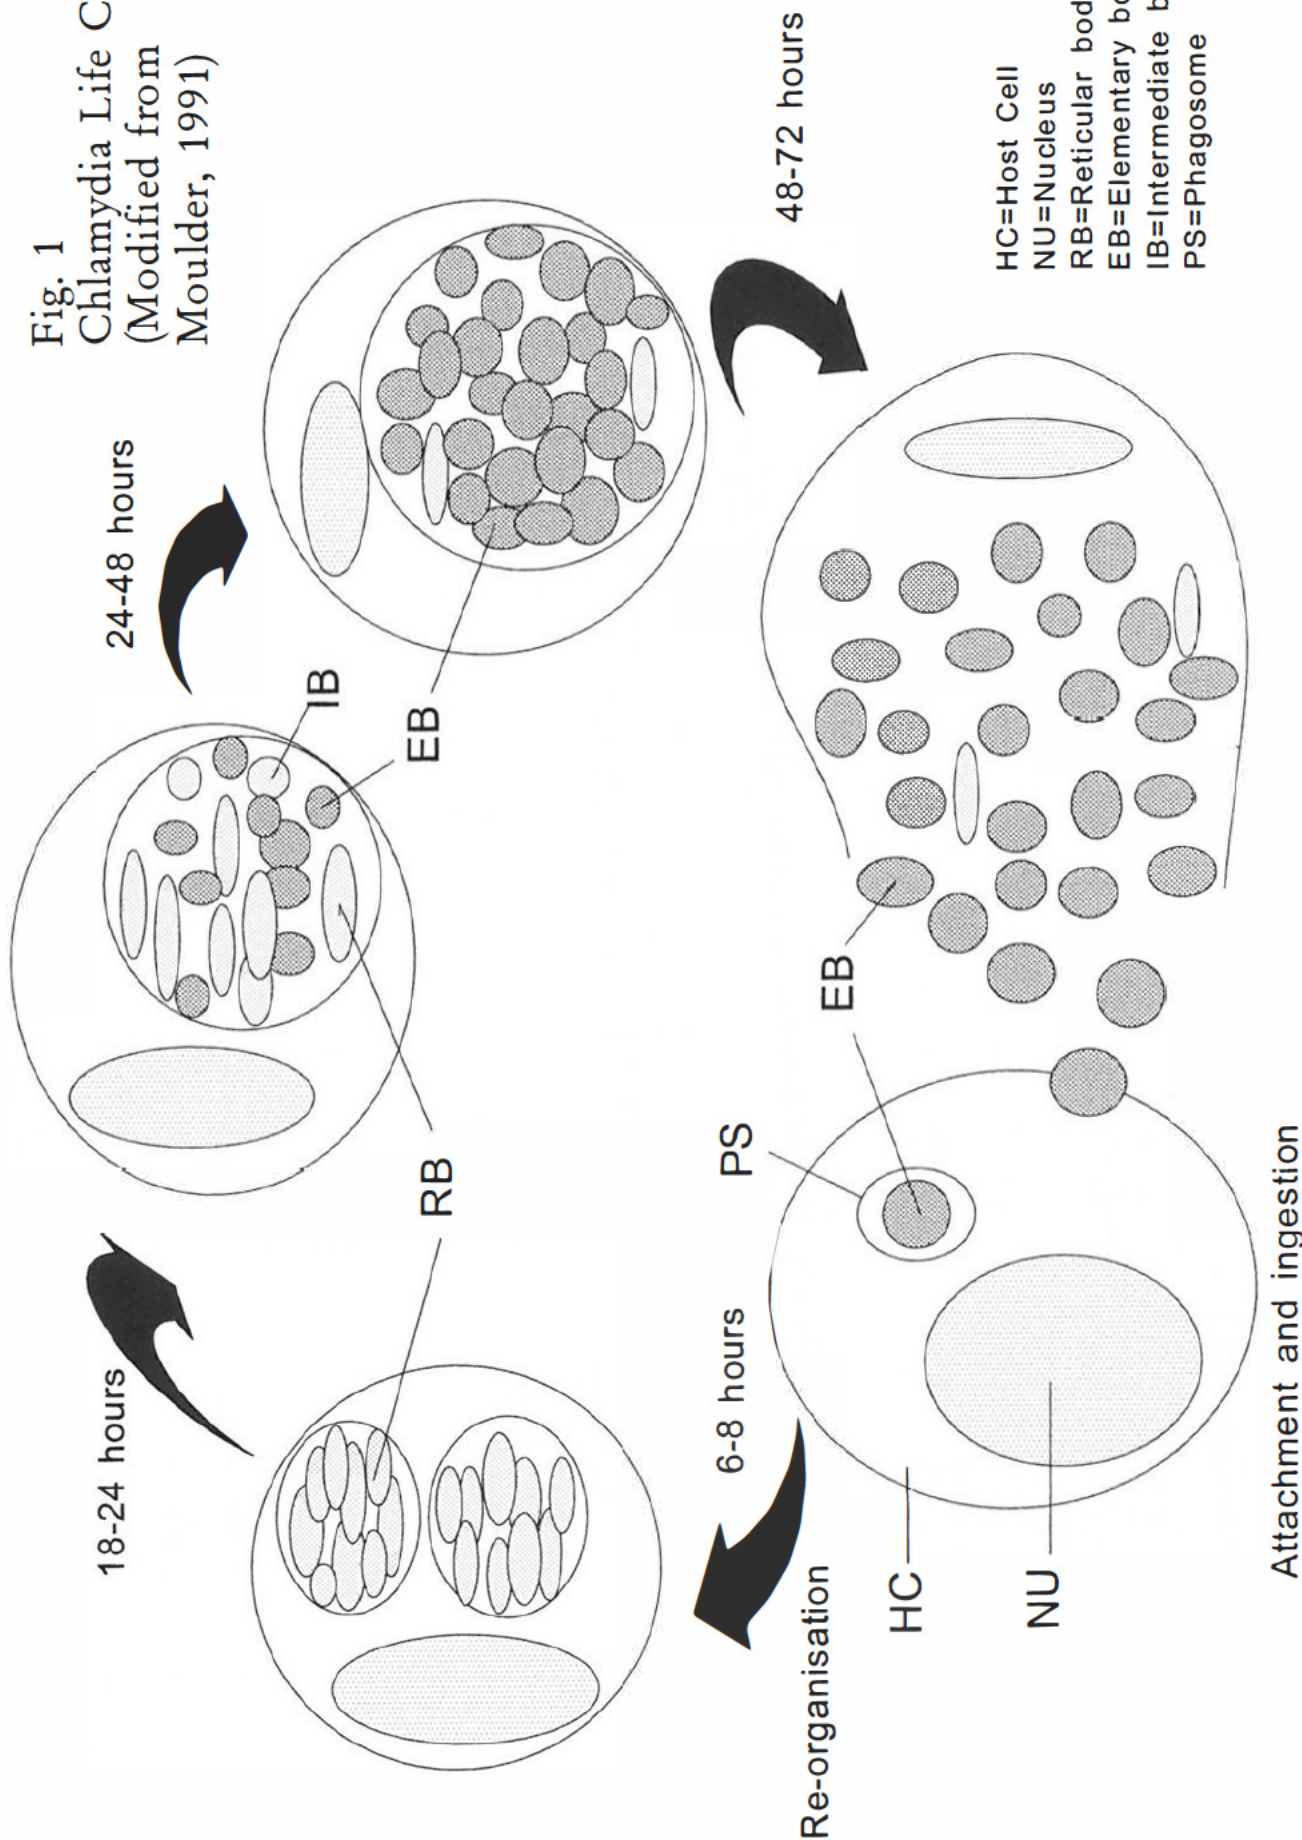 Fig. 1
Chlamydia Life C
(Modified from
Moulder, 1991)
24-48 hours
48-72 hours
18-24 hours
6-8 hours
IB
EB
RB
EB
PS
HC
NU
Re-organisation
Attachment and ingestion
HC=Host Cell
NU=Nucleus
RB=Reticular bod
EB=Elementary bo
IB=Intermediate b
PS=Phagosome